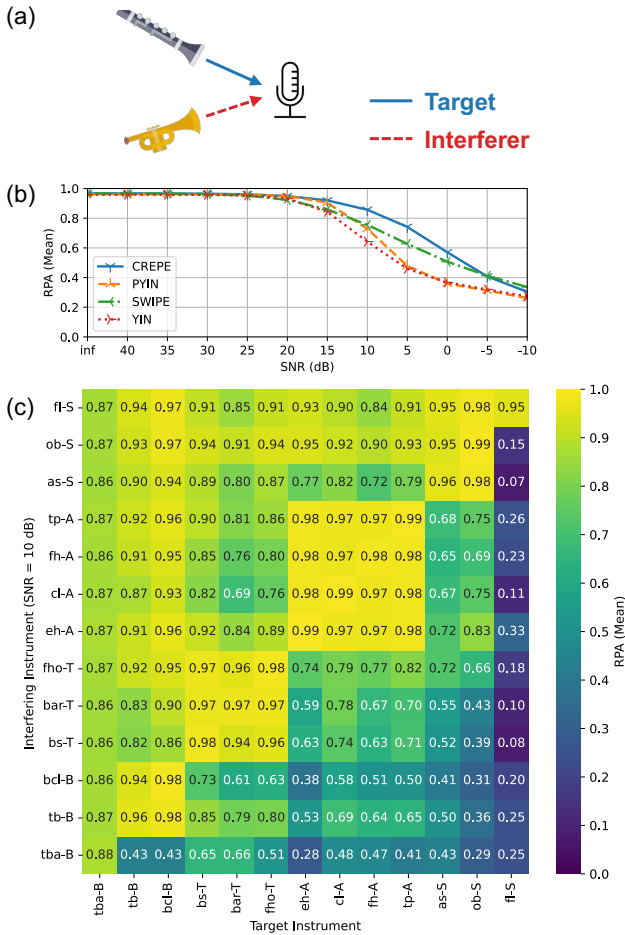 (a)
Target
Interferer
(b)
RPA (Mean)
1.0
0.8
0.6
0.4
0.2
0.0
CREPE
PYIN
SWIPE
YIN
inf 40 35 30 25 20 15 10 5 0 -5 -10
SNR (dB)
(c)
Interfering Instrument (SNR = 10 dB)
fl-S 0.87 0.94 0.97 0.91 0.85 0.91 0.93 0.90 0.84 0.91 0.95 0.98 0.95
ob-S 0.87 0.93 0.97 0.94 0.91 0.94 0.95 0.92 0.90 0.93 0.95 0.99 0.15
as-S 0.86 0.90 0.94 0.89 0.80 0.87 0.77 0.82 0.72 0.79 0.96 0.98 0.07
tp-A 0.87 0.92 0.96 0.90 0.81 0.86 0.98 0.97 0.97 0.99 0.68 0.75 0.26
fh-A 0.86 0.91 0.95 0.85 0.76 0.80 0.98 0.97 0.98 0.98 0.65 0.69 0.23
cl-A 0.87 0.87 0.93 0.82 0.69 0.76 0.98 0.99 0.97 0.98 0.67 0.75 0.11
eh-A 0.87 0.91 0.96 0.92 0.84 0.89 0.99 0.97 0.97 0.98 0.72 0.83 0.33
fho-T 0.87 0.92 0.95 0.97 0.96 0.98 0.74 0.79 0.77 0.82 0.72 0.66 0.18
bar-T 0.86 0.83 0.90 0.97 0.97 0.97 0.59 0.78 0.67 0.70 0.55 0.43 0.10
bs-T 0.86 0.82 0.86 0.98 0.94 0.96 0.63 0.74 0.63 0.71 0.52 0.39 0.08
bcl-B 0.86 0.94 0.98 0.73 0.61 0.63 0.38 0.58 0.51 0.50 0.41 0.31 0.20
tb-B 0.87 0.96 0.98 0.85 0.79 0.80 0.53 0.69 0.64 0.65 0.50 0.36 0.25
tba-B 0.88 0.43 0.43 0.65 0.66 0.51 0.28 0.48 0.47 0.41 0.43 0.29 0.25
tba-B tb-B bcl-B bs-T bar-T fho-T eh-A cl-A fh-A tp-A as-S ob-S fl-S
Target Instrument
1.0
0.9
0.8
0.7
0.6
0.5
0.4
0.3
0.2
0.1
0.0
RPA (Mean)